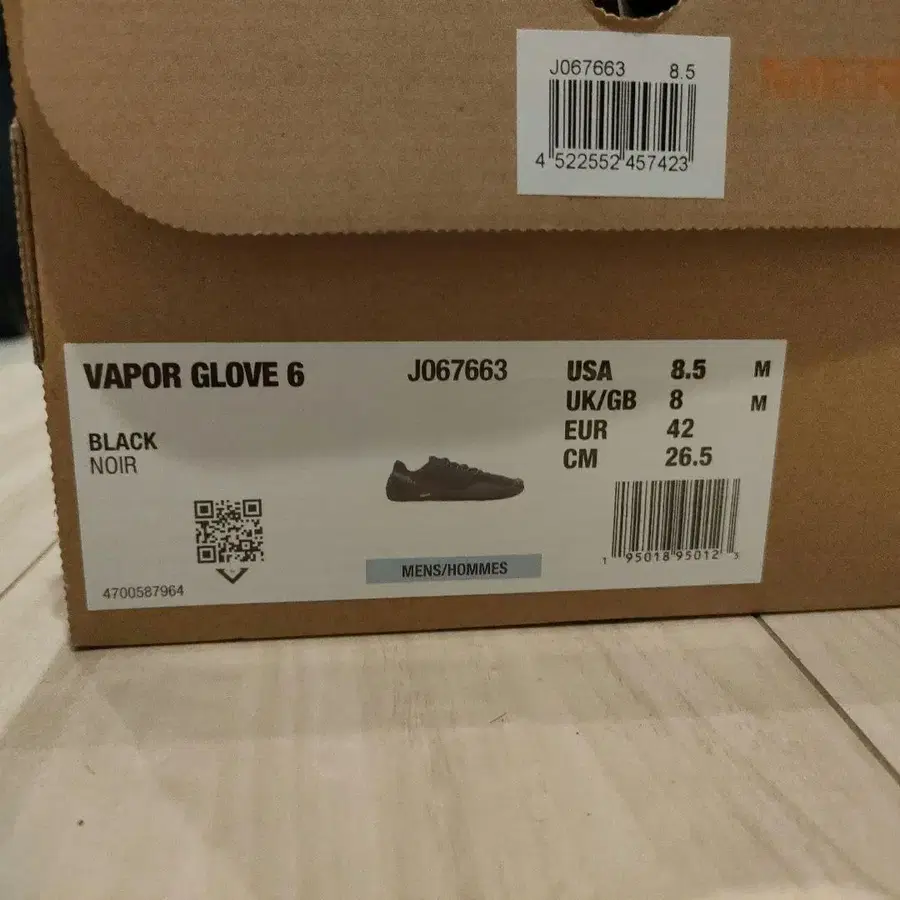 J067663 8.5
4 522552 457423
VAPOR GLOVE 6
BLACK
NOIR
4700587964
J067663
MENS/HOMMES
USA 8.5 M
UK/GB 8 M
EUR 42
CM 26.5
1 95018 95012 3